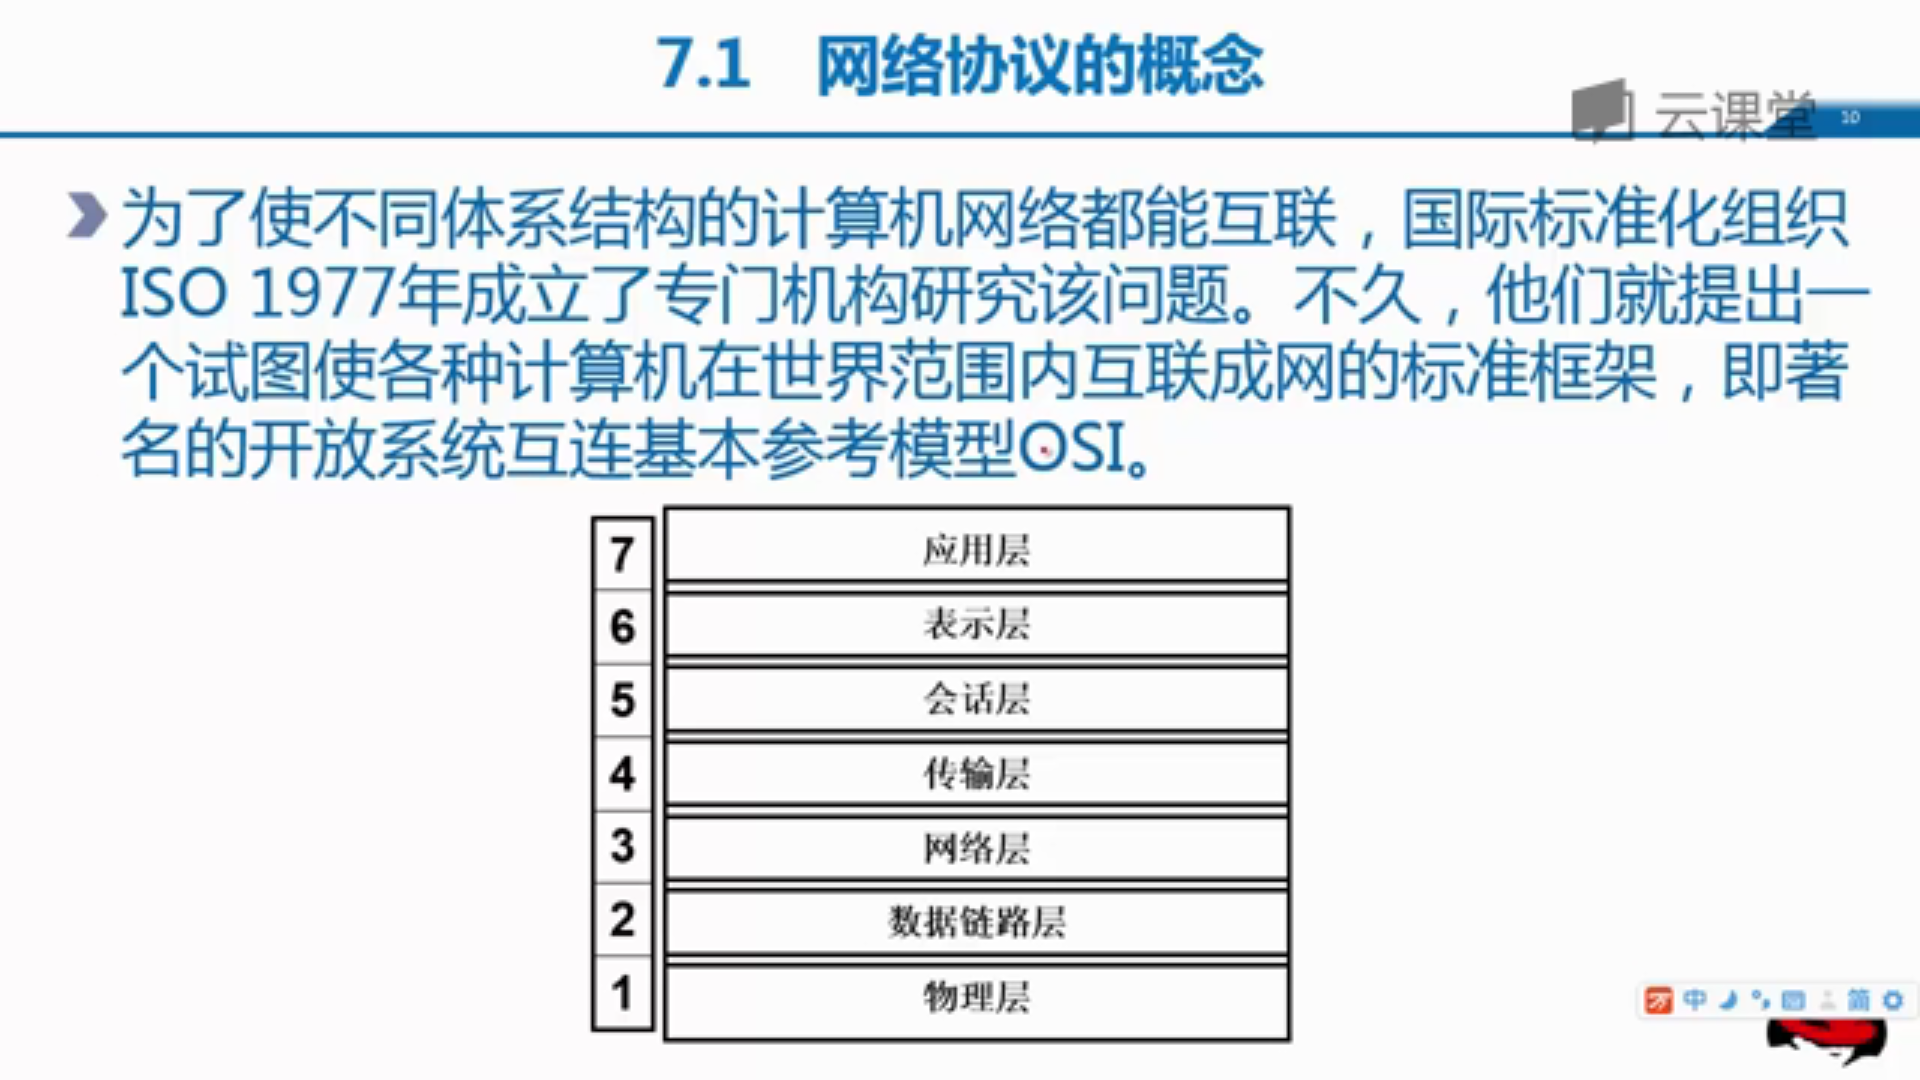 7.1 网络协议的概念
云课堂
10
为了使不同体系结构的计算机网络都能互联，国际标准化组织
ISO 1977年成立了专门机构研究该问题。不久，他们就提出一
个试图使各种计算机在世界范围内互联成网的标准框架，即著
名的开放系统互连基本参考模型OSI。
7 应用层
6 表示层
5 会话层
4 传输层
3 网络层
2 数据链路层
1 物理层
中 简